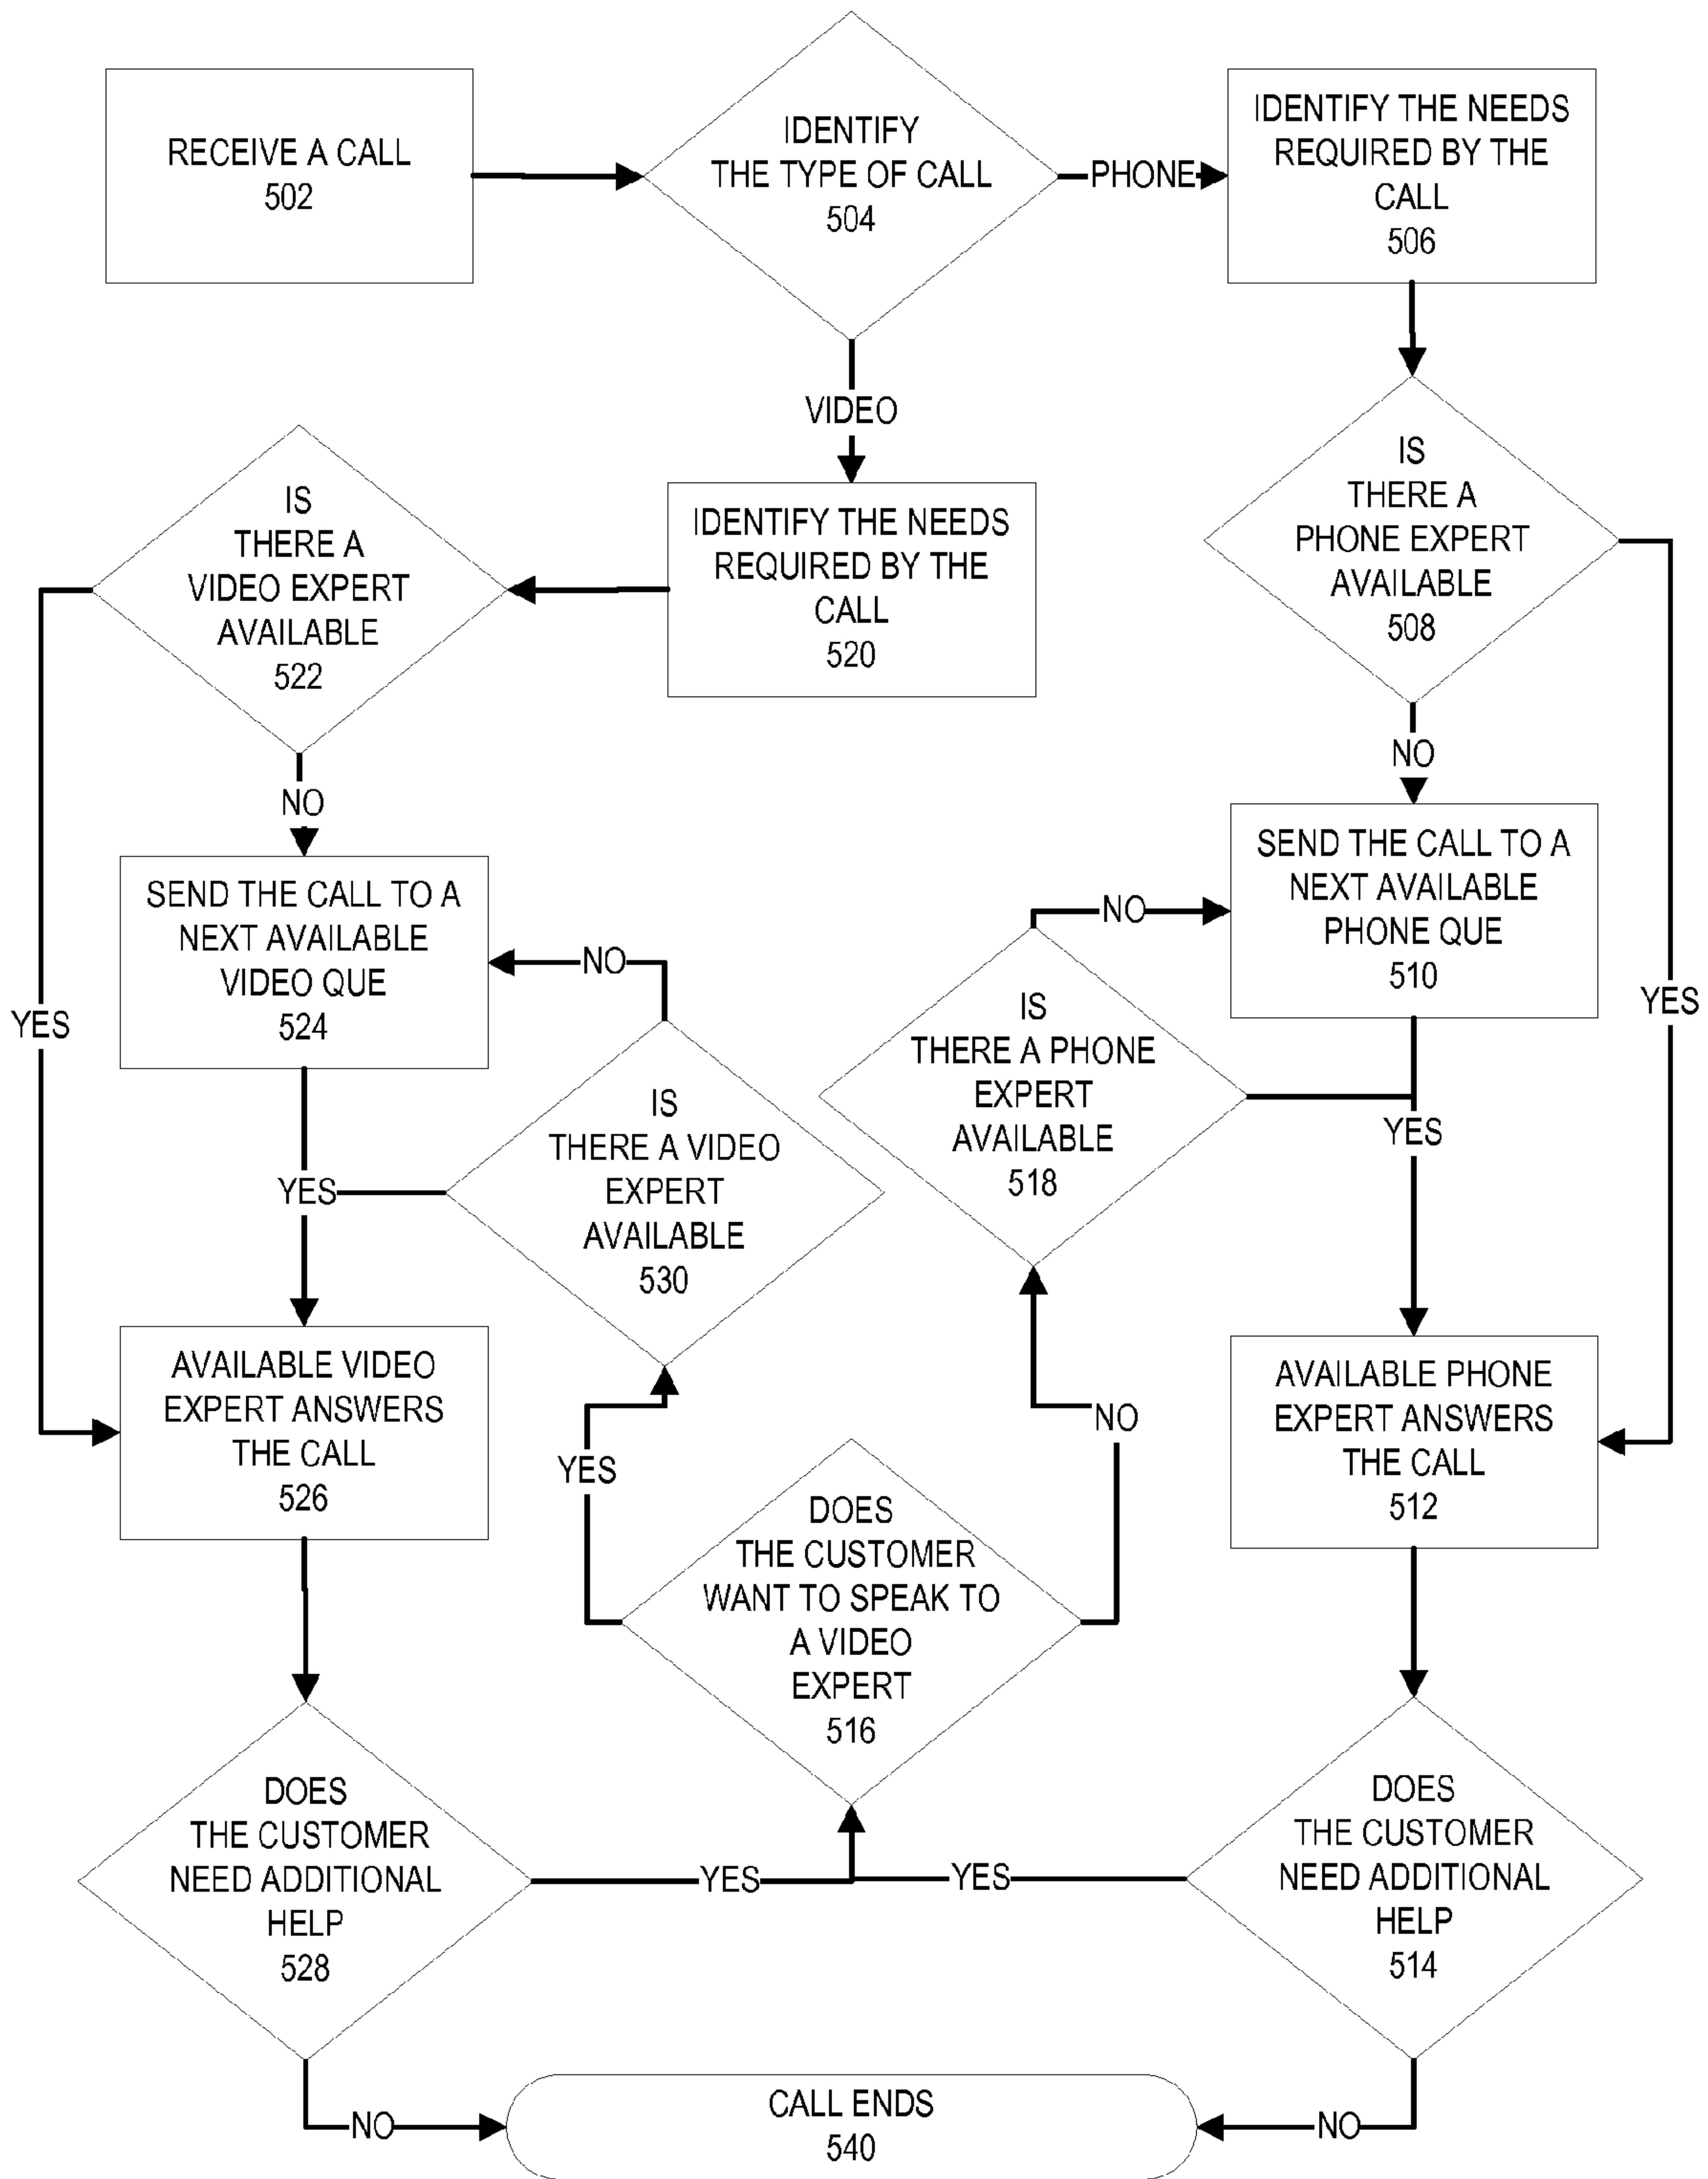 RECEIVE A CALL
502
IDENTIFY
THE TYPE OF CALL
504
PHONE
IDENTIFY THE NEEDS
REQUIRED BY THE
CALL
506
VIDEO
IS
THERE A
PHONE EXPERT
AVAILABLE
508
IS
THERE A
VIDEO EXPERT
AVAILABLE
522
IDENTIFY THE NEEDS
REQUIRED BY THE
CALL
520
NO
NO
SEND THE CALL TO A
NEXT AVAILABLE
PHONE QUE
510
SEND THE CALL TO A
NEXT AVAILABLE
VIDEO QUE
524
NO
NO
YES
YES
IS
THERE A PHONE
EXPERT
AVAILABLE
518
YES
IS
THERE A VIDEO
EXPERT
AVAILABLE
530
YES
AVAILABLE VIDEO
EXPERT ANSWERS
THE CALL
526
AVAILABLE PHONE
EXPERT ANSWERS
THE CALL
512
NO
YES
DOES
THE CUSTOMER
WANT TO SPEAK TO
A VIDEO
EXPERT
516
DOES
THE CUSTOMER
NEED ADDITIONAL
HELP
528
YES
YES
DOES
THE CUSTOMER
NEED ADDITIONAL
HELP
514
NO
CALL ENDS
540
NO